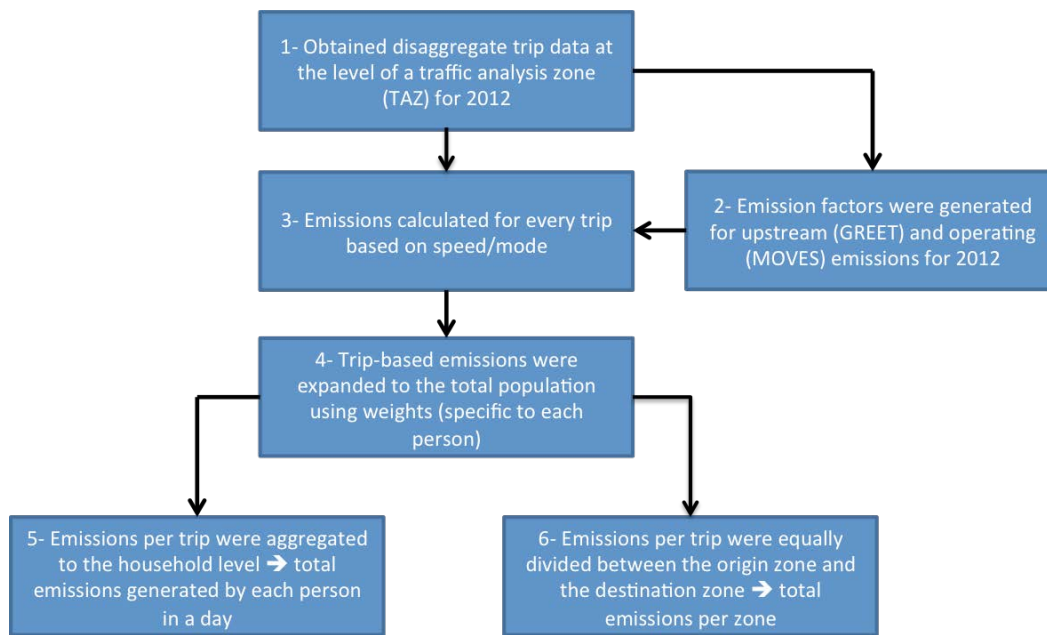 1- Obtained disaggregate trip data at
the level of a traffic analysis zone
(TAZ) for 2012
3- Emissions calculated for every trip
based on speed/mode
2- Emission factors were generated
for upstream (GREET) and operating
(MOVES) emissions for 2012
4- Trip-based emissions were
expanded to the total population
using weights (specific to each
person)
5- Emissions per trip were aggregated
to the household level ➔ total
emissions generated by each person
in a day
6- Emissions per trip were equally
divided between the origin zone and
the destination zone ➔ total
emissions per zone